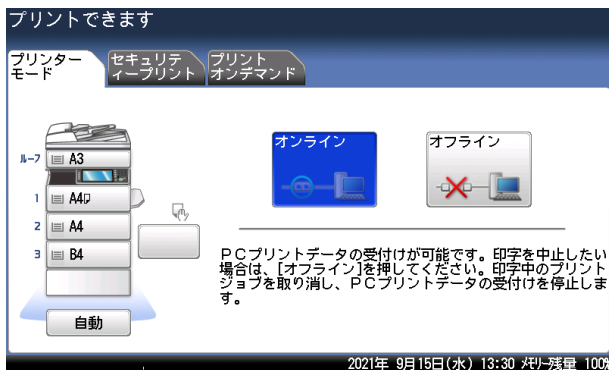 プリントできます
プリンター
モード
セキュリテ
ィープリント
プリント
オンデマンド
ルーフ A3
1 A4
2 A4
3 B4
自動
オンライン
オフライン
PCプリントデータの受付けが可能です。印字を中止したい
場合は、[オフライン]を押してください。印字中のプリント
ジョブを取り消し、PCプリントデータの受付けを停止しま
す。
2021年 9月15日(水) 13:30 メモリー残量 100%